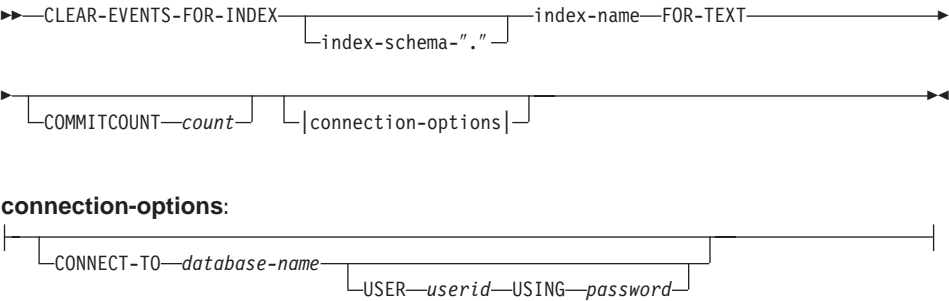 CLEAR-EVENTS-FOR-INDEX index-name FOR-TEXT
index-schema-"."
COMMITCOUNT count |connection-options|
connection-options:
CONNECT-TO database-name
USER userid USING password